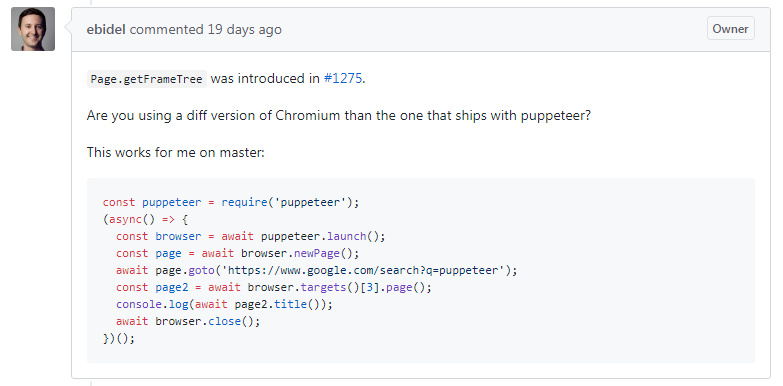 ebidel commented 19 days ago
Owner
Page.getFrameTree was introduced in #1275.
Are you using a diff version of Chromium than the one that ships with puppeteer?
This works for me on master:
const puppeteer = require('puppeteer');
(async() => {
  const browser = await puppeteer.launch();
  const page = await browser.newPage();
  await page.goto('https://www.google.com/search?q=puppeteer');
  const page2 = await browser.targets()[3].page();
  console.log(await page2.title());
  await browser.close();
})();